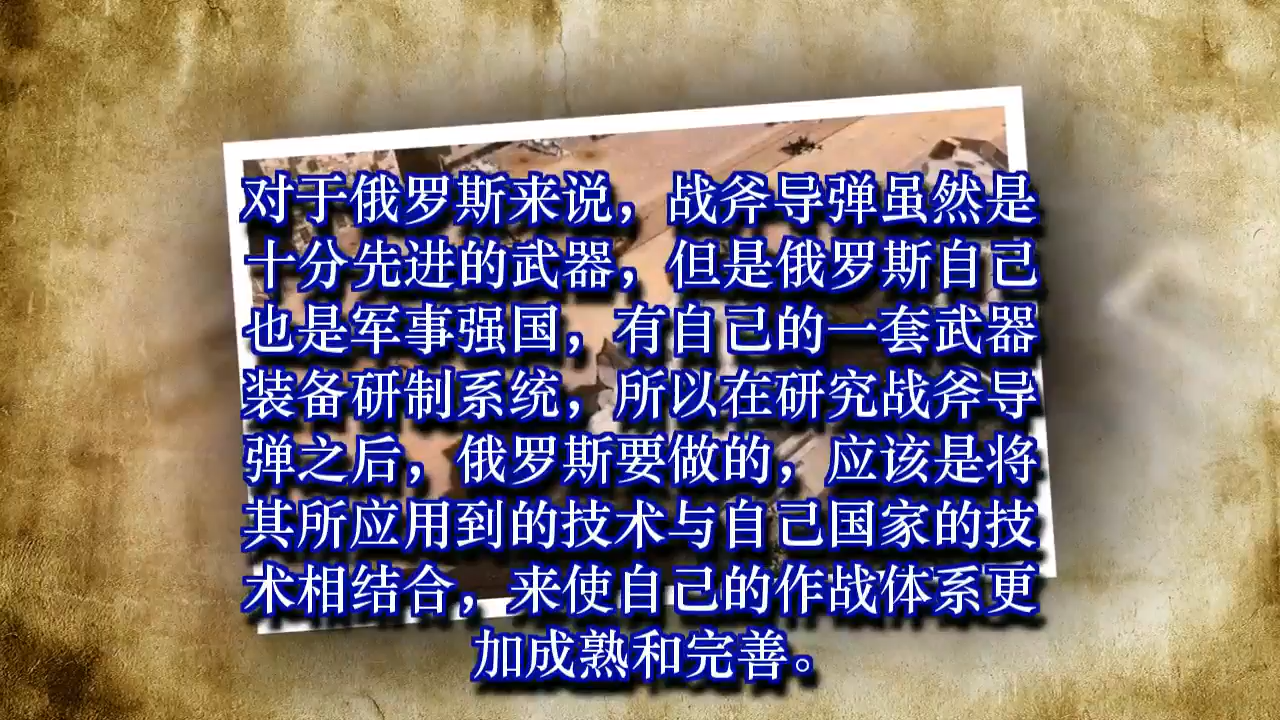 对于俄罗斯来说，战斧导弹虽然是
十分先进的武器，但是俄罗斯自己
也是军事强国，有自己的一套武器
装备研制系统，所以在研究战斧导
弹之后，俄罗斯要做的，应该是将
其所应用到的技术与自己国家的技
术相结合，来使自己的作战体系更
加成熟和完善。